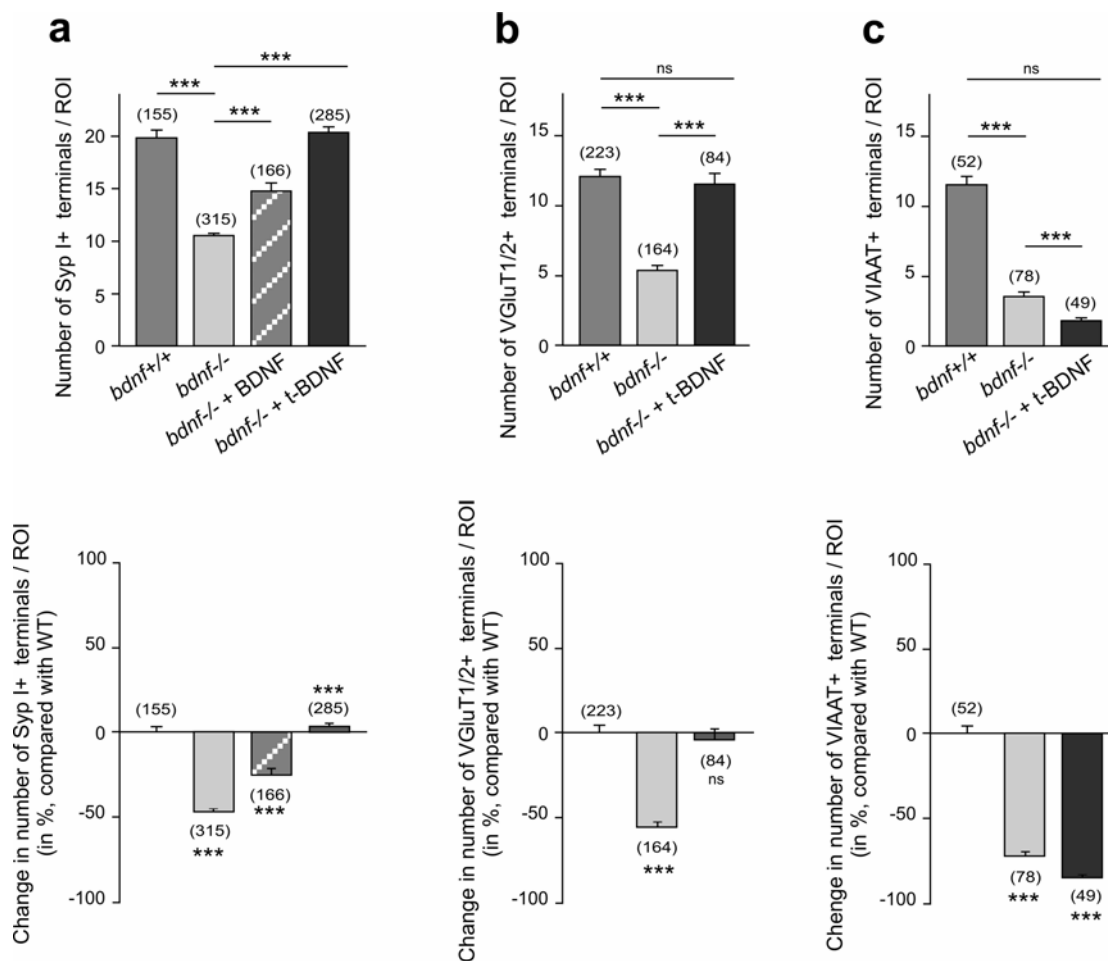 a
Number of Syp I+ terminals / ROI
20
15
10
5
0
***
***
***
(155)
(315)
(166)
(285)
bdnf+/+
bdnf-/-
bdnf-/- + BDNF
bdnf-/- + t-BDNF
b
Number of VGluT1/2+ terminals / ROI
15
10
5
0
ns
***
***
(223)
(164)
(84)
bdnf+/+
bdnf-/-
bdnf-/- + t-BDNF
c
Number of VIAAT+ terminals / ROI
15
10
5
0
ns
***
***
(52)
(78)
(49)
bdnf+/+
bdnf-/-
bdnf-/- + t-BDNF
Change in number of Syp I+ terminals / ROI
(in %, compared with WT)
100
50
0
-50
-100
(155)
(315)
***
(166)
***
***
(285)
Change in number of VGluT1/2+ terminals / ROI
(in %, compared with WT)
100
50
0
-50
-100
(223)
(164)
***
(84)
ns
Chenge in number of VIAAT+ terminals / ROI
(in %, compared with WT)
100
50
0
-50
-100
(52)
(78)
***
(49)
***